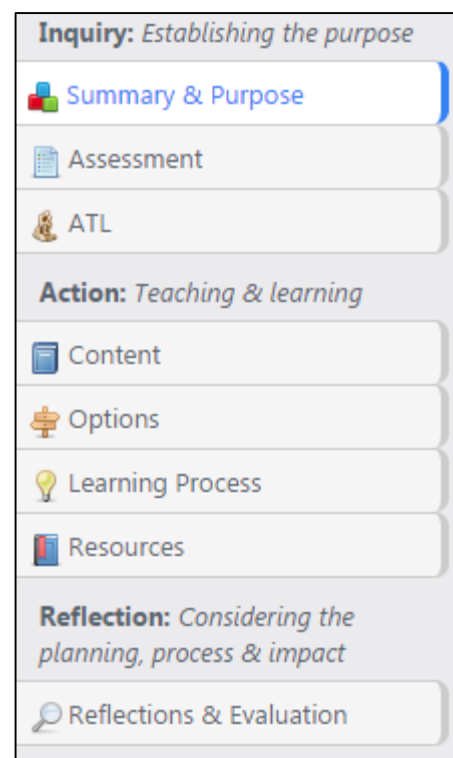 Inquiry: Establishing the purpose
Summary & Purpose
Assessment
ATL
Action: Teaching & learning
Content
Options
Learning Process
Resources
Reflection: Considering the
planning, process & impact
Reflections & Evaluation